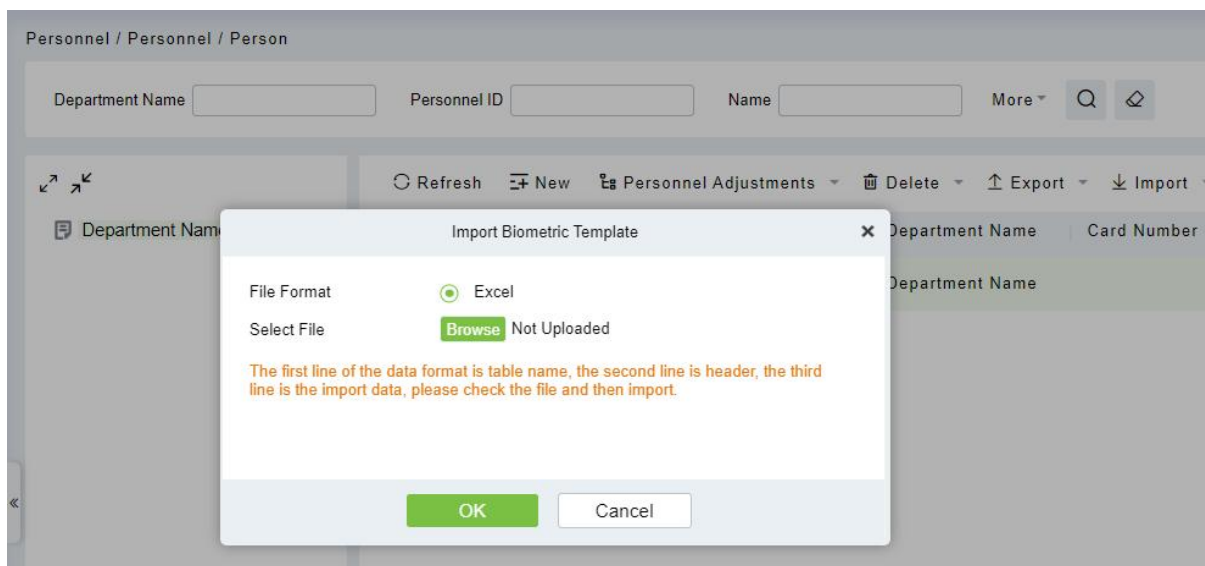 Personnel / Personnel / Person
Department Name Personnel ID Name More
Refresh New Personnel Adjustments Delete Export Import
Department Name Card Number
Department Nam
Import Biometric Template
Department Name
File Format Excel
Select File Browse Not Uploaded
The first line of the data format is table name, the second line is header, the third
line is the import data, please check the file and then import.
OK Cancel